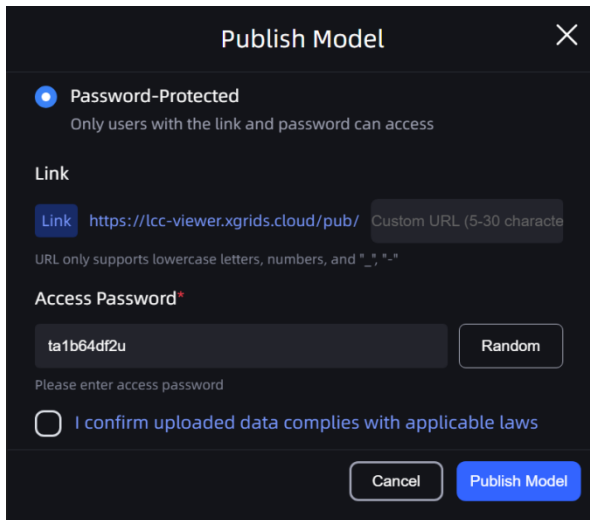 Publish Model
Password-Protected
Only users with the link and password can access
Link
Link https://lcc-viewer.xgrids.cloud/pub/ Custom URL (5-30 characte
URL only supports lowercase letters, numbers, and "_", "-"
Access Password*
ta1b64df2u Random
Please enter access password
I confirm uploaded data complies with applicable laws
Cancel Publish Model